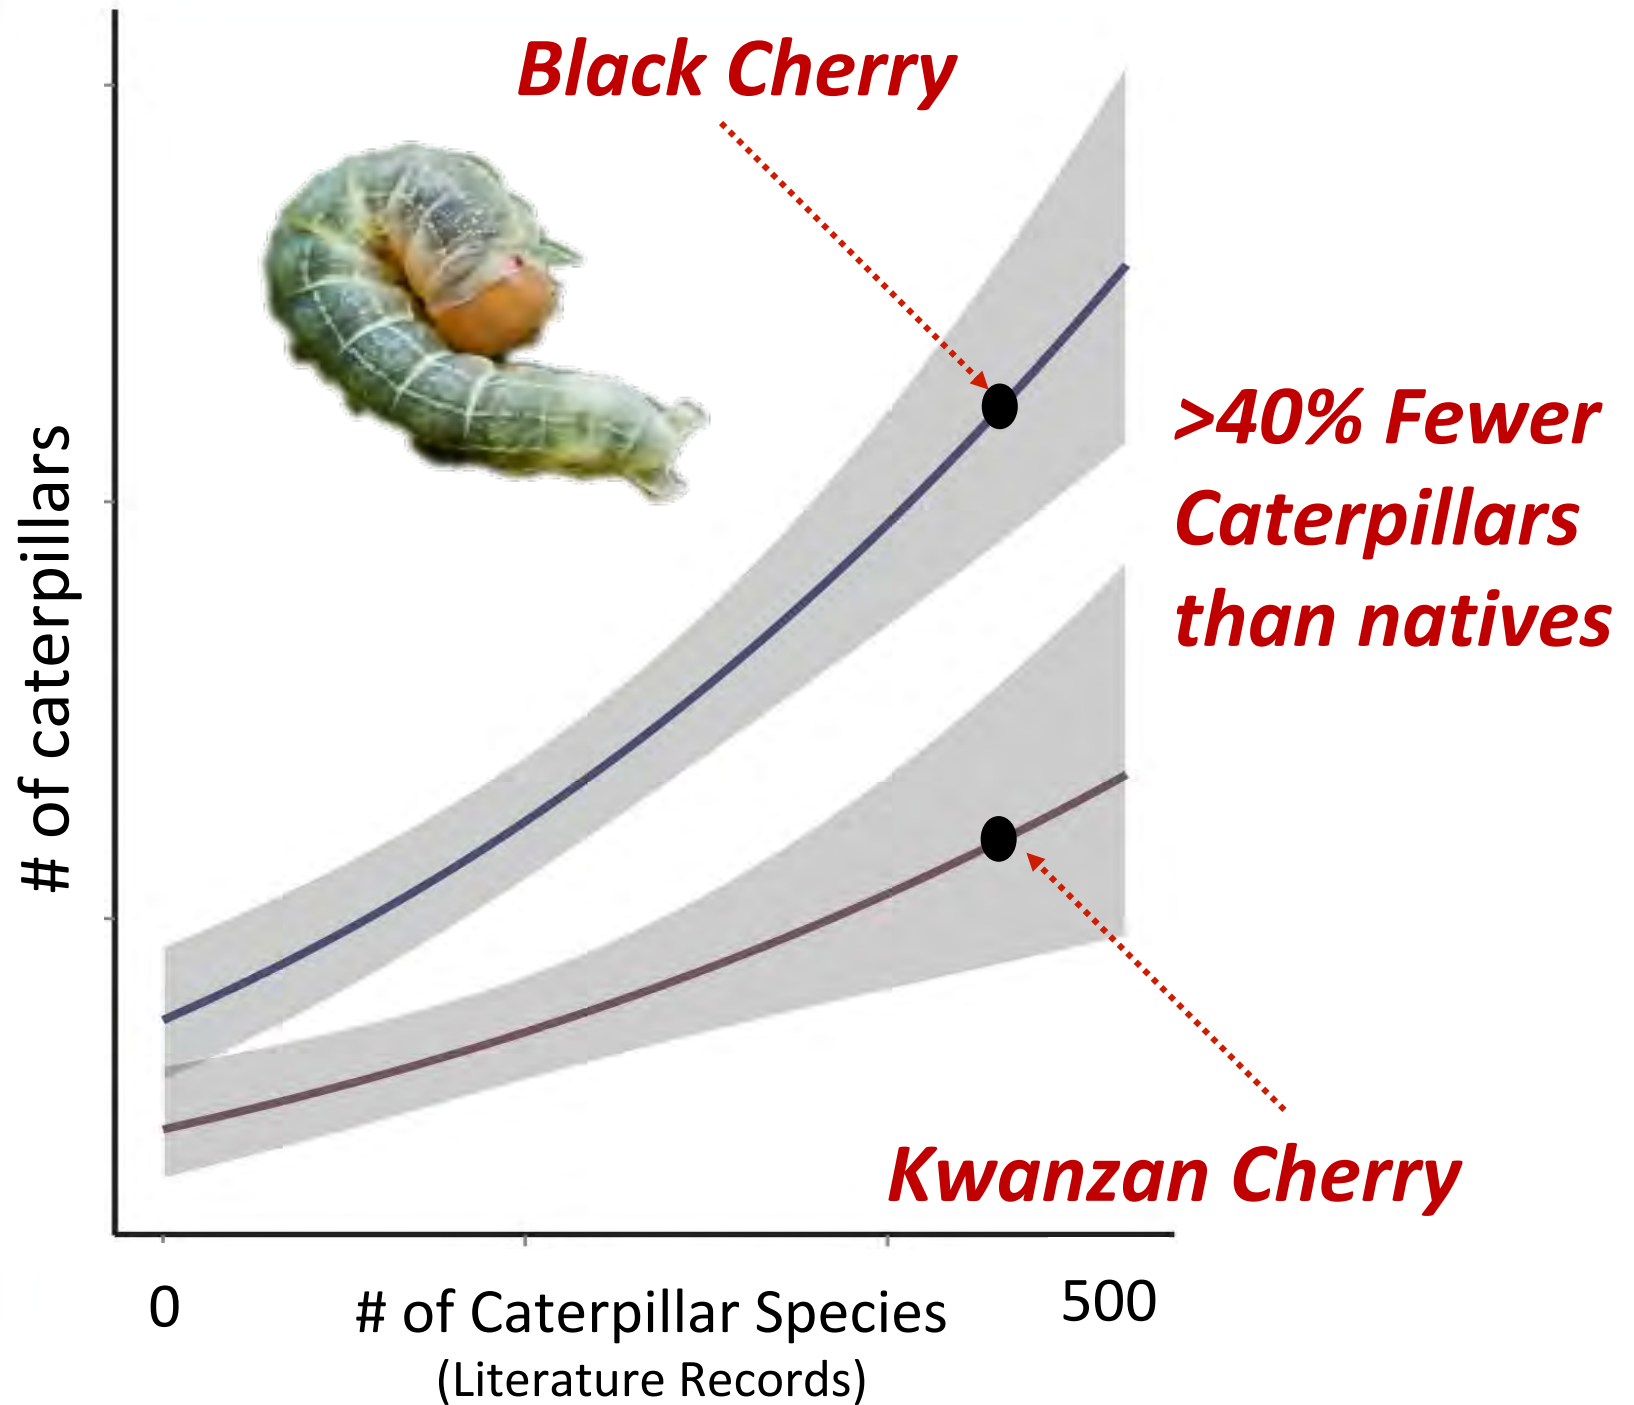 Black Cherry
>40% Fewer
Caterpillars
than natives
# of caterpillars
Kwanzan Cherry
0
500
# of Caterpillar Species
(Literature Records)